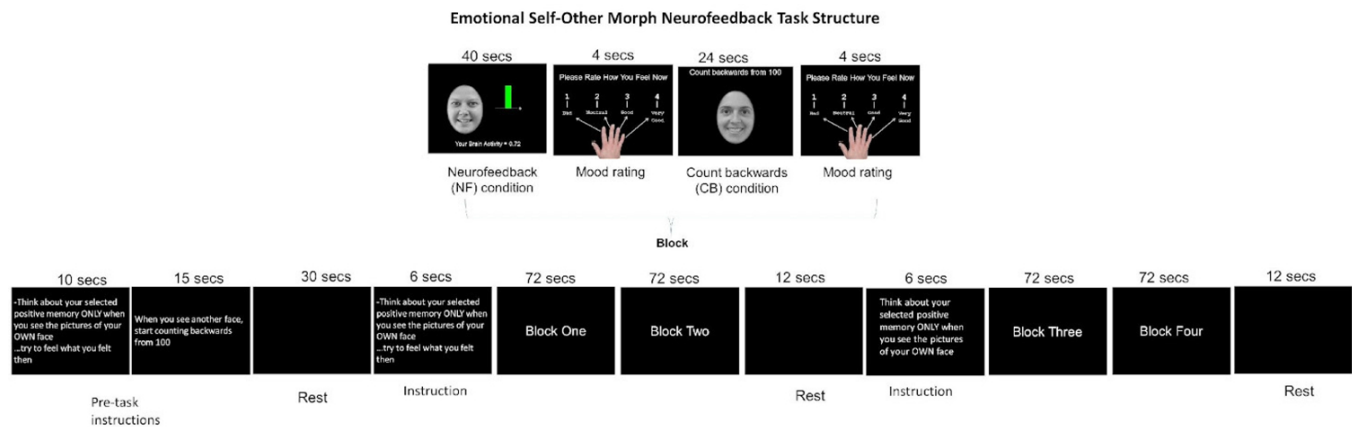 Emotional Self-Other Morph Neurofeedback Task Structure
40 secs
4 secs
24 secs
4 secs
Your Brain Activity = 0.72
Please Rate How You Feel Now
1 2 3 4
Bad Neutral Good Very
Good
Count backwards from 100
Please Rate How You Feel Now
1 2 3 4
Bad Neutral Good Very
Good
Neurofeedback
(NF) condition
Mood rating
Count backwards
(CB) condition
Mood rating
Block
10 secs
15 secs
30 secs
6 secs
72 secs
72 secs
12 secs
6 secs
72 secs
72 secs
12 secs
-Think about your selected
positive memory ONLY when
you see the pictures of your
OWN face
...try to feel what you felt
then
When you see another face,
start counting backwards
from 100
-Think about your selected
positive memory ONLY when
you see the pictures of your
OWN face
...try to feel what you felt
then
Block One
Block Two
Think about your
selected positive
memory ONLY when
you see the pictures
of your OWN face
Block Three
Block Four
Pre-task
instructions
Rest
Instruction
Rest
Instruction
Rest